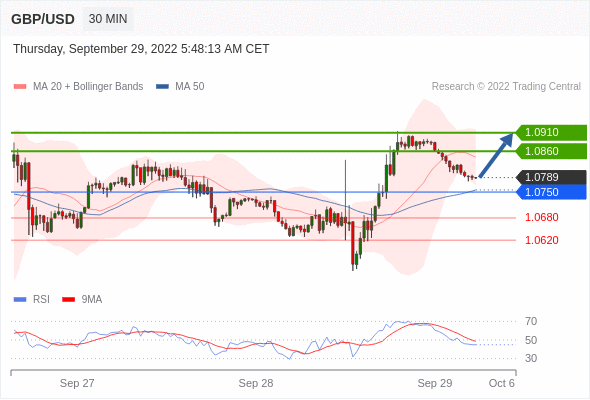 GBP/USD 30 MIN
Thursday, September 29, 2022 5:48:13 AM CET
MA 20 + Bollinger Bands MA 50 Research © 2022 Trading Central
1.0910
1.0860
1.0789
1.0750
1.0680
1.0620
RSI 9MA
70
50
30
Sep 27 Sep 28 Sep 29 Oct 6